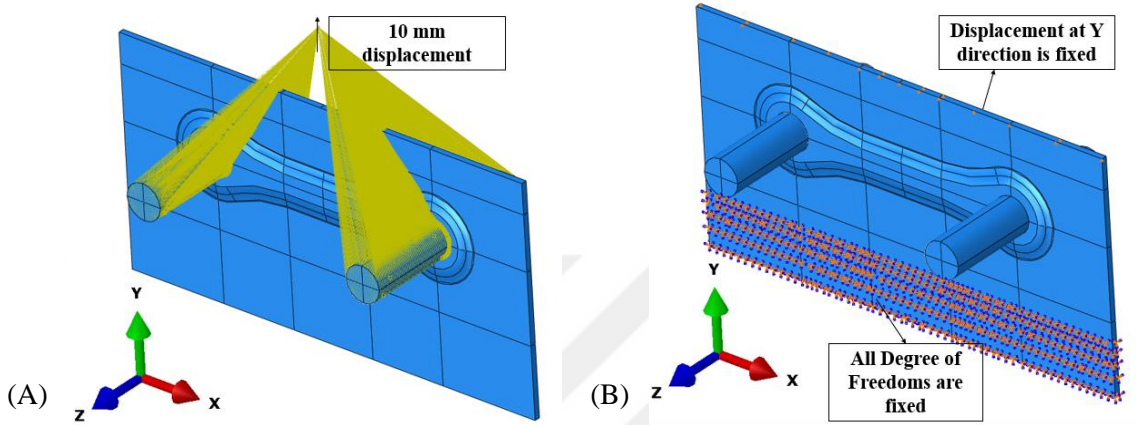 10 mm
displacement
Y
X
Z
(A)
Displacement at Y
direction is fixed
Y
X
Z
All Degree of
Freedoms are
fixed
(B)